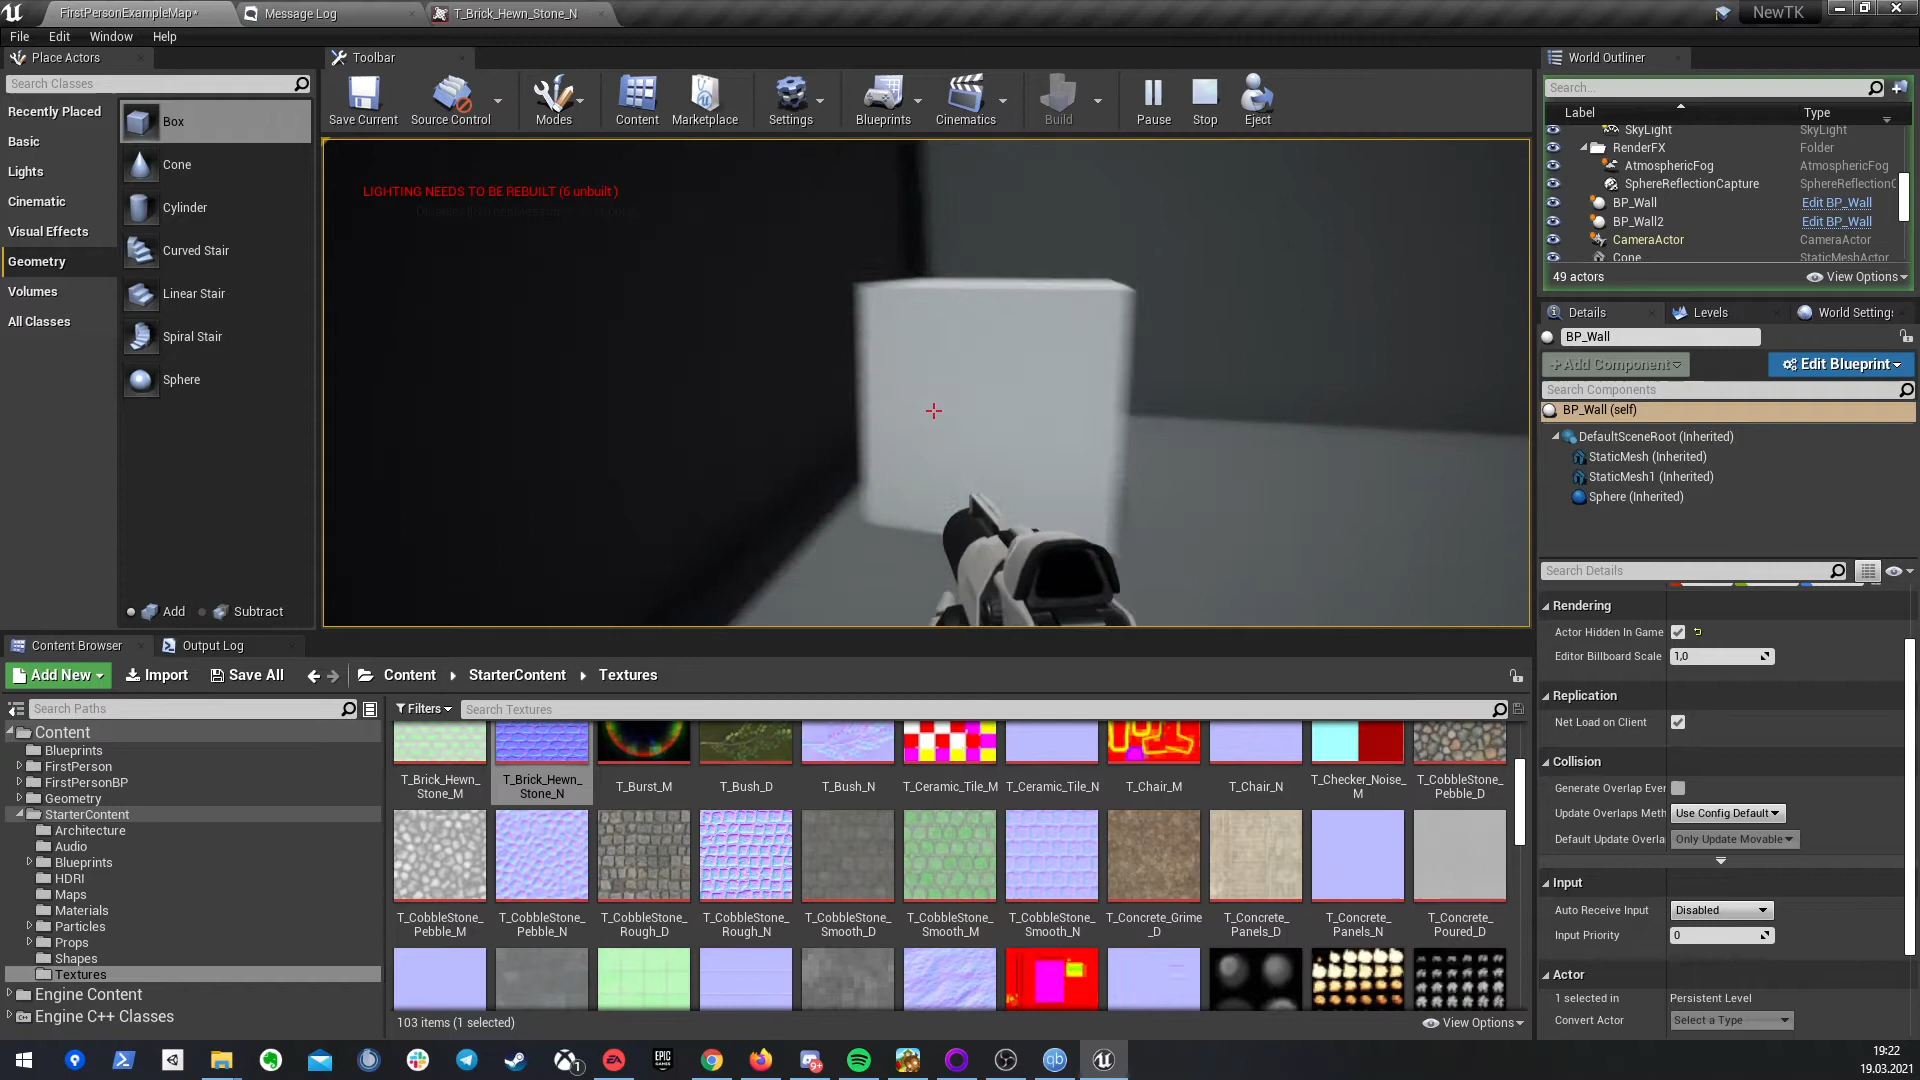 FirstPersonExampleMap*
Message Log
T_Brick_Hewn_Stone_N
NewTK
File
Edit
Window
Help
Place Actors
Search Classes
Recently Placed
Basic
Lights
Cinematic
Visual Effects
Geometry
Volumes
All Classes
Box
Cone
Cylinder
Curved Stair
Linear Stair
Spiral Stair
Sphere
Add
Subtract
Toolbar
Save Current
Source Control
Modes
Content
Marketplace
Settings
Blueprints
Cinematics
Build
Pause
Stop
Eject
LIGHTING NEEDS TO BE REBUILT (6 unbuilt )
World Outliner
Search...
Label
Type
SkyLight
SkyLight
RenderFX
Folder
AtmosphericFog
AtmosphericFog
SphereReflectionCapture
SphereReflectionC
BP_Wall
Edit BP_Wall
BP_Wall2
Edit BP_Wall
CameraActor
CameraActor
Cone
StaticMeshActor
49 actors
View Options
Details
Levels
World Settings
BP_Wall
+Add Component
Edit Blueprint
Search Components
BP_Wall (self)
DefaultSceneRoot (Inherited)
StaticMesh (Inherited)
StaticMesh1 (Inherited)
Sphere (Inherited)
Search Details
Rendering
Actor Hidden In Game
Editor Billboard Scale
1,0
Replication
Net Load on Client
Collision
Generate Overlap Ever
Update Overlaps Meth
Use Config Default
Default Update Overla
Only Update Movable
Input
Auto Receive Input
Disabled
Input Priority
0
Actor
1 selected in
Persistent Level
Convert Actor
Select a Type
Content Browser
Output Log
Add New
Import
Save All
Content
StarterContent
Textures
Search Paths
Filters
Search Textures
Content
Blueprints
FirstPerson
FirstPersonBP
Geometry
StarterContent
Architecture
Audio
Blueprints
HDRI
Maps
Materials
Particles
Props
Shapes
Textures
Engine Content
Engine C++ Classes
T_Brick_Hewn_
Stone_M
T_Brick_Hewn_
Stone_N
T_Burst_M
T_Bush_D
T_Bush_N
T_Ceramic_Tile_M
T_Ceramic_Tile_N
T_Chair_M
T_Chair_N
T_Checker_Noise_
M
T_CobbleStone_
Pebble_D
T_CobbleStone_
Pebble_M
T_CobbleStone_
Pebble_N
T_CobbleStone_
Rough_D
T_CobbleStone_
Rough_N
T_CobbleStone_
Smooth_D
T_CobbleStone_
Smooth_M
T_CobbleStone_
Smooth_N
T_Concrete_Grime
_D
T_Concrete_
Panels_D
T_Concrete_
Panels_N
T_Concrete_
Poured_D
103 items (1 selected)
View Options
19:22
19.03.2021